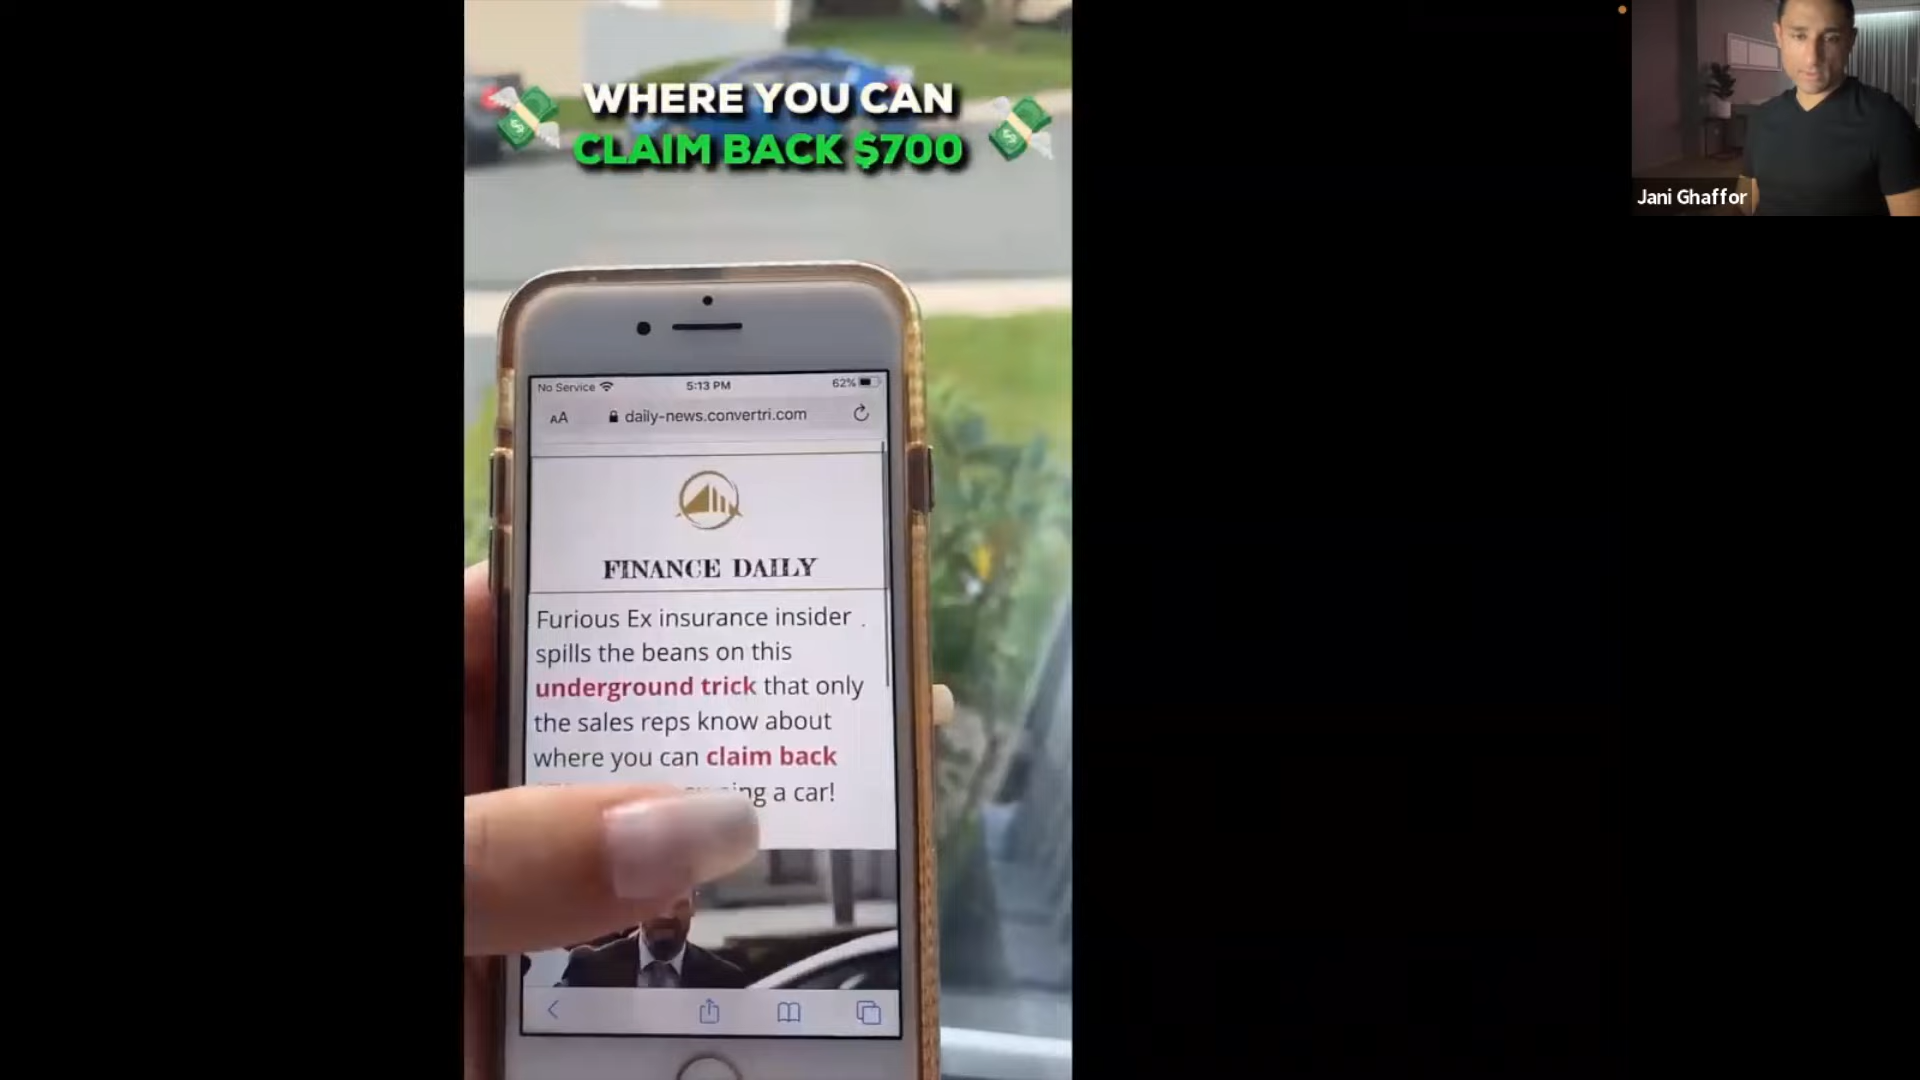 WHERE YOU CAN
CLAIM BACK $700
Jani Ghaffor
No Service
5:13 PM
62%
AA
daily-news.convertri.com
FINANCE DAILY
Furious Ex insurance insider .
spills the beans on this
underground trick that only
the sales reps know about
where you can claim back
a car!